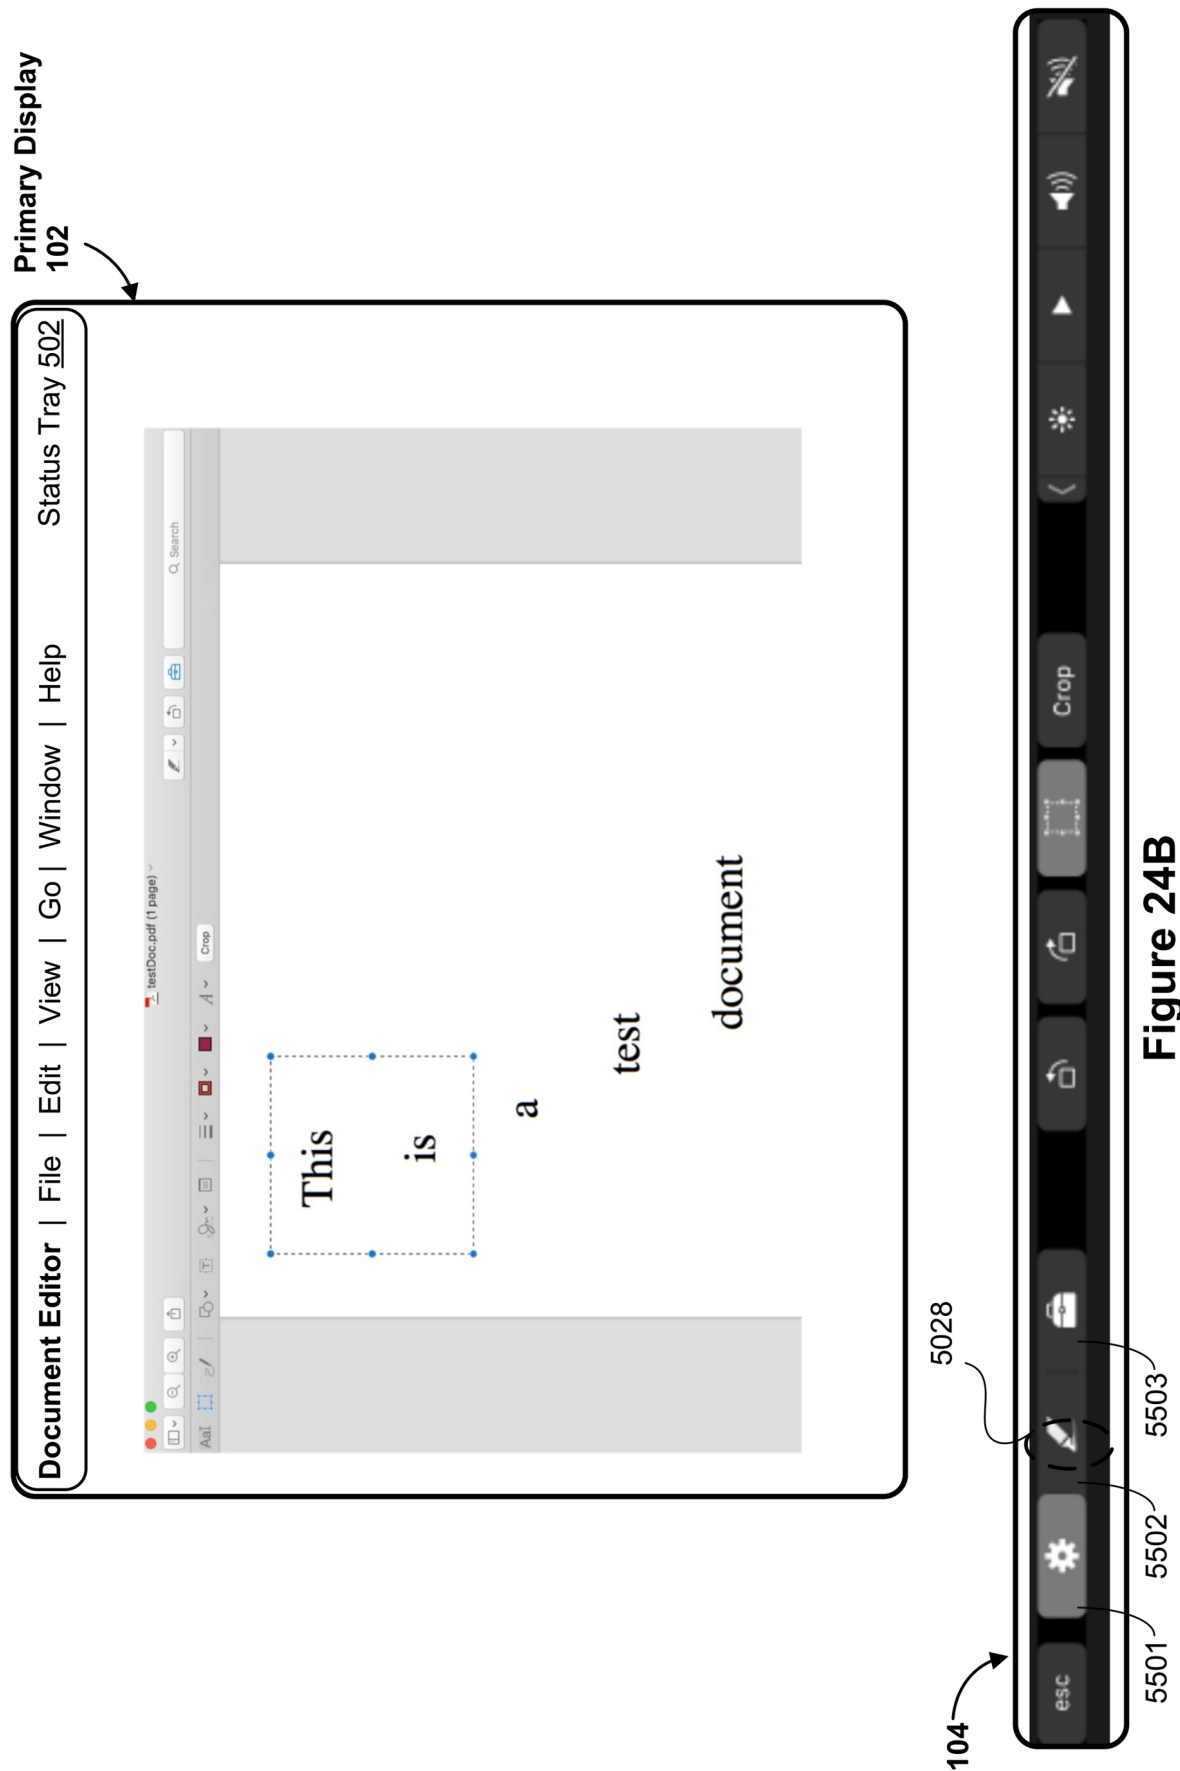 Primary Display
102
Document Editor | File | Edit | View | Go | Window | Help
Status Tray 502
testDoc.pdf (1 page)
Search
AaI
T
A
Crop
This
is
a
test
document
104
5028
esc
Crop
5501
5502
5503
Figure 24B